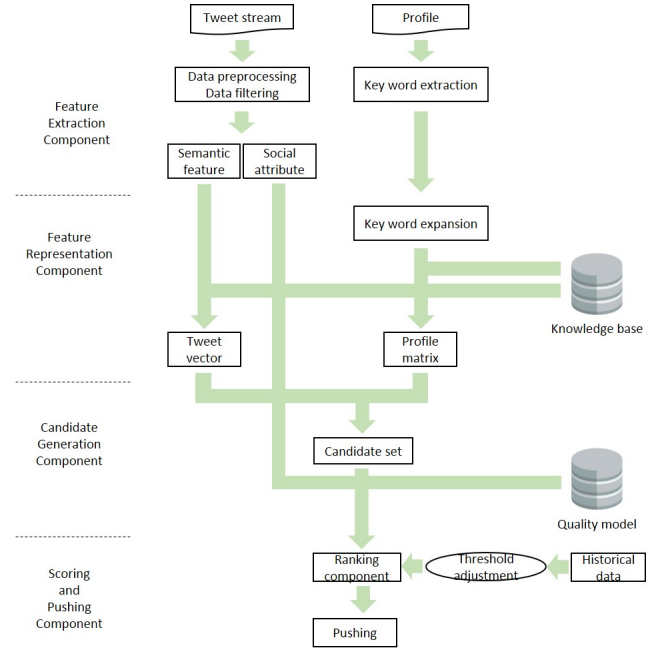 Tweet stream
Profile
Data preprocessing
Data filtering
Key word extraction
Feature
Extraction
Component
Semantic
feature
Social
attribute
Key word expansion
Feature
Representation
Component
Knowledge base
Tweet
vector
Profile
matrix
Candidate
Generation
Component
Candidate set
Quality model
Ranking
component
Threshold
adjustment
Historical
data
Scoring
and
Pushing
Component
Pushing